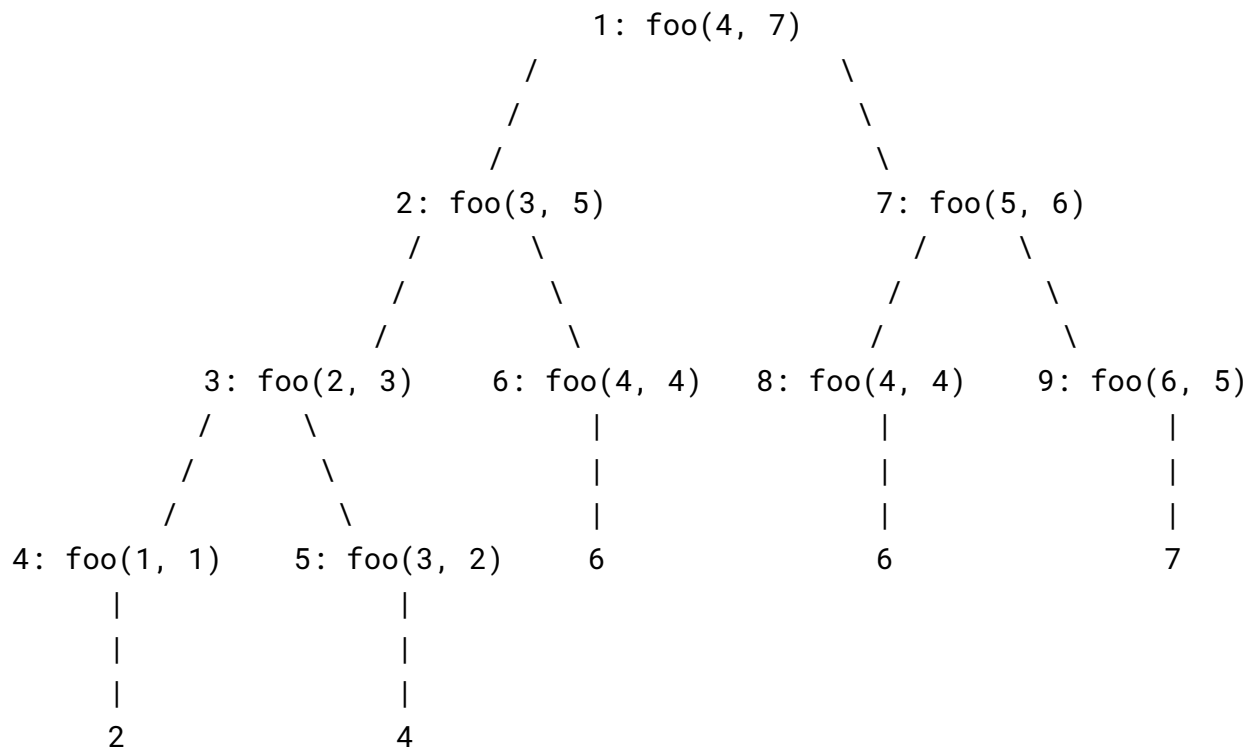 1: foo(4, 7)
/ \
/ \
/ \
2: foo(3, 5) 7: foo(5, 6)
/ \ / \
/ \ / \
/ \ / \
3: foo(2, 3) 6: foo(4, 4) 8: foo(4, 4) 9: foo(6, 5)
/ \ | | |
/ \ | | |
/ \ | | |
4: foo(1, 1) 5: foo(3, 2) 6 6 7
| |
| |
| |
2 4